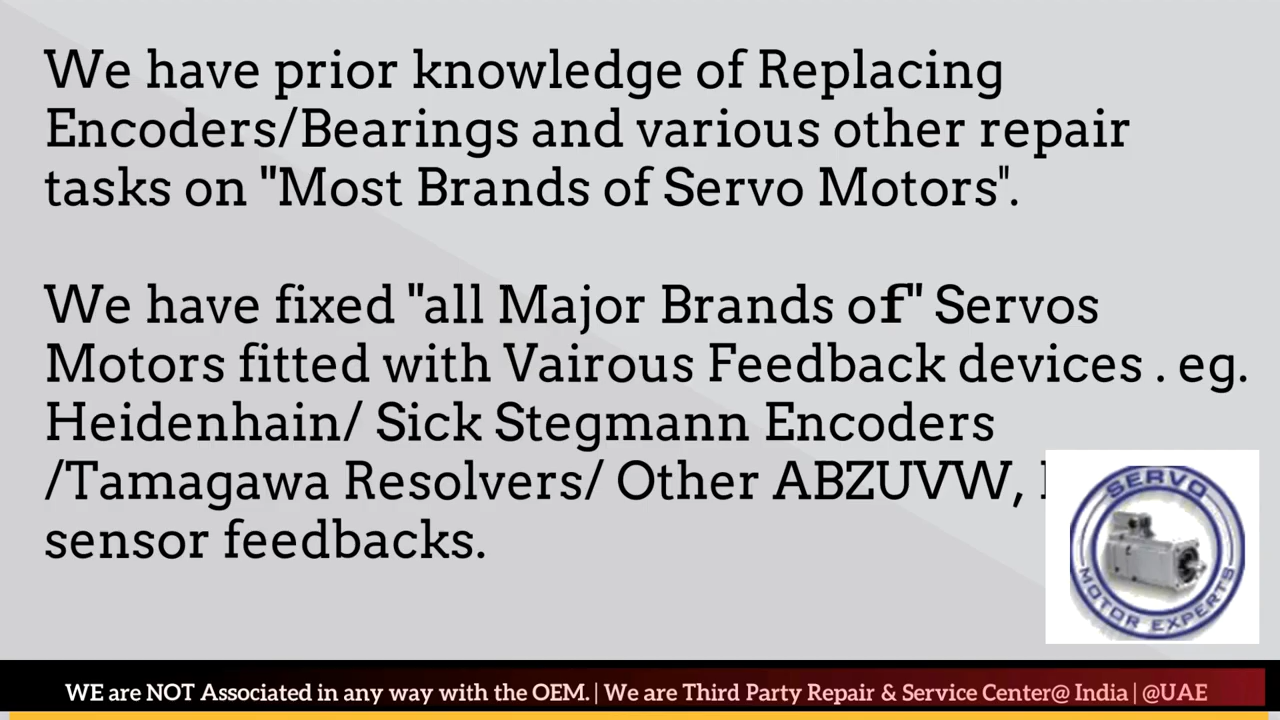 We have prior knowledge of Replacing
Encoders/Bearings and various other repair
tasks on "Most Brands of Servo Motors".
We have fixed "all Major Brands of" Servos
Motors fitted with Vairous Feedback devices . eg.
Heidenhain/ Sick Stegmann Encoders
/Tamagawa Resolvers/ Other ABZUVW,
sensor feedbacks.
SERVO
MOTOR EXPERTS
WE are NOT Associated in any way with the OEM. | We are Third Party Repair & Service Center@ India | @UAE